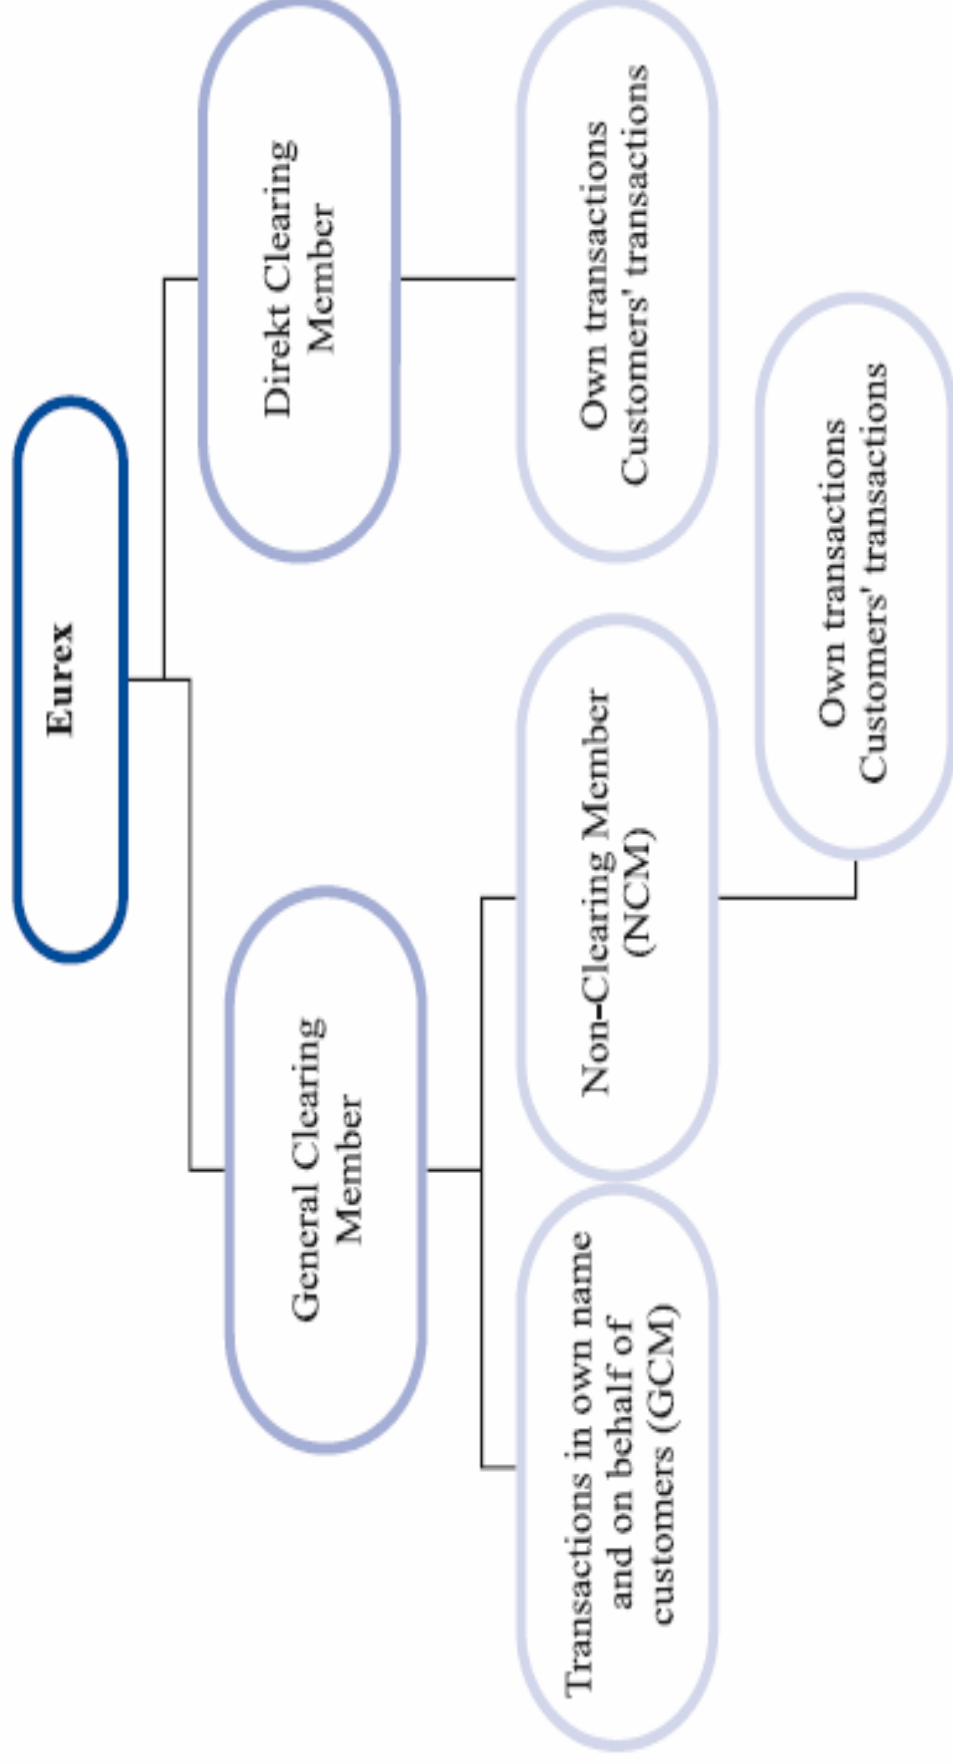 Eurex
General Clearing
Member
Direkt Clearing
Member
Transactions in own name
and on behalf of
customers (GCM)
Non-Clearing Member
(NCM)
Own transactions
Customers' transactions
Own transactions
Customers' transactions